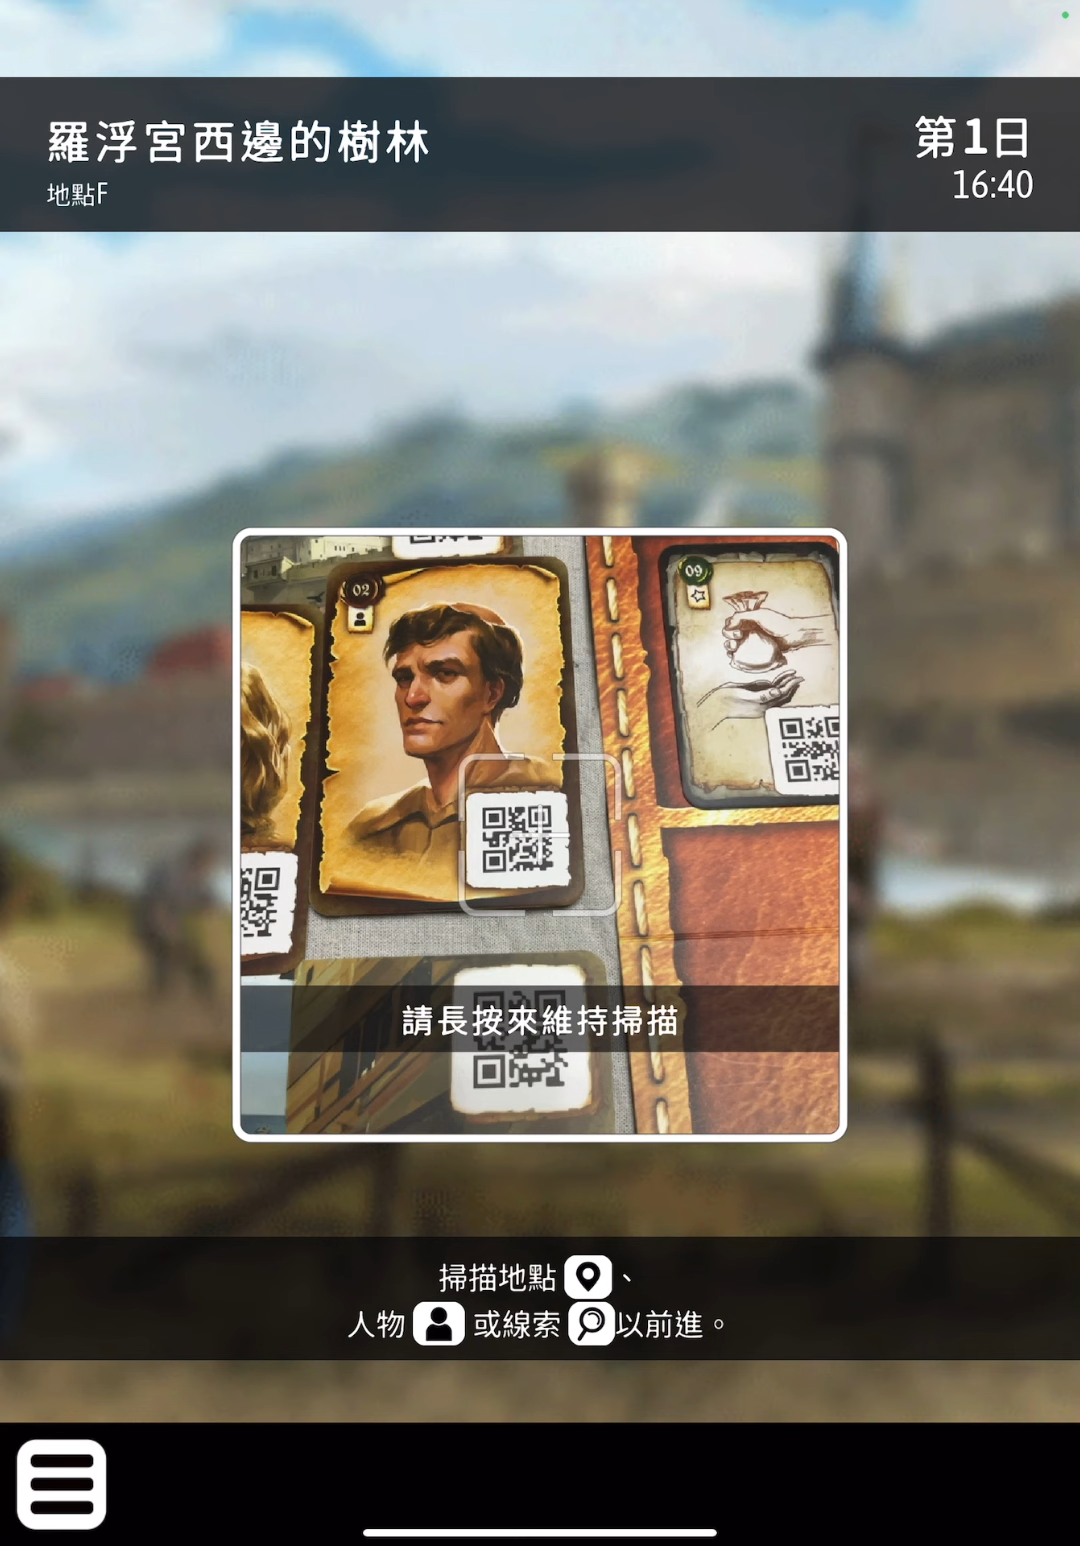 羅浮宮西邊的樹林
地點F
第1日
16:40
02
09
請長按來維持掃描
掃描地點、
人物 或線索 以前進。